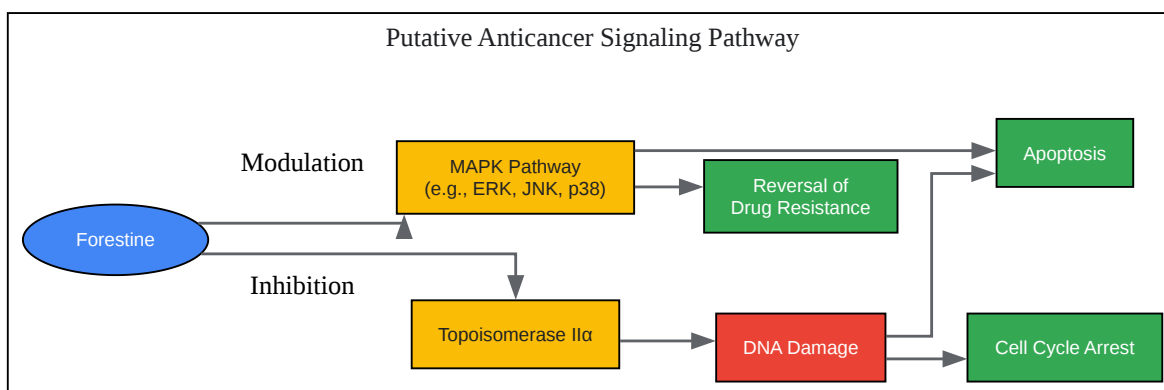 Putative Anticancer Signaling Pathway
Modulation
MAPK Pathway
(e.g., ERK, JNK, p38)
Apoptosis
Reversal of
Drug Resistance
Forestine
Inhibition
Topoisomerase IIα
DNA Damage
Cell Cycle Arrest